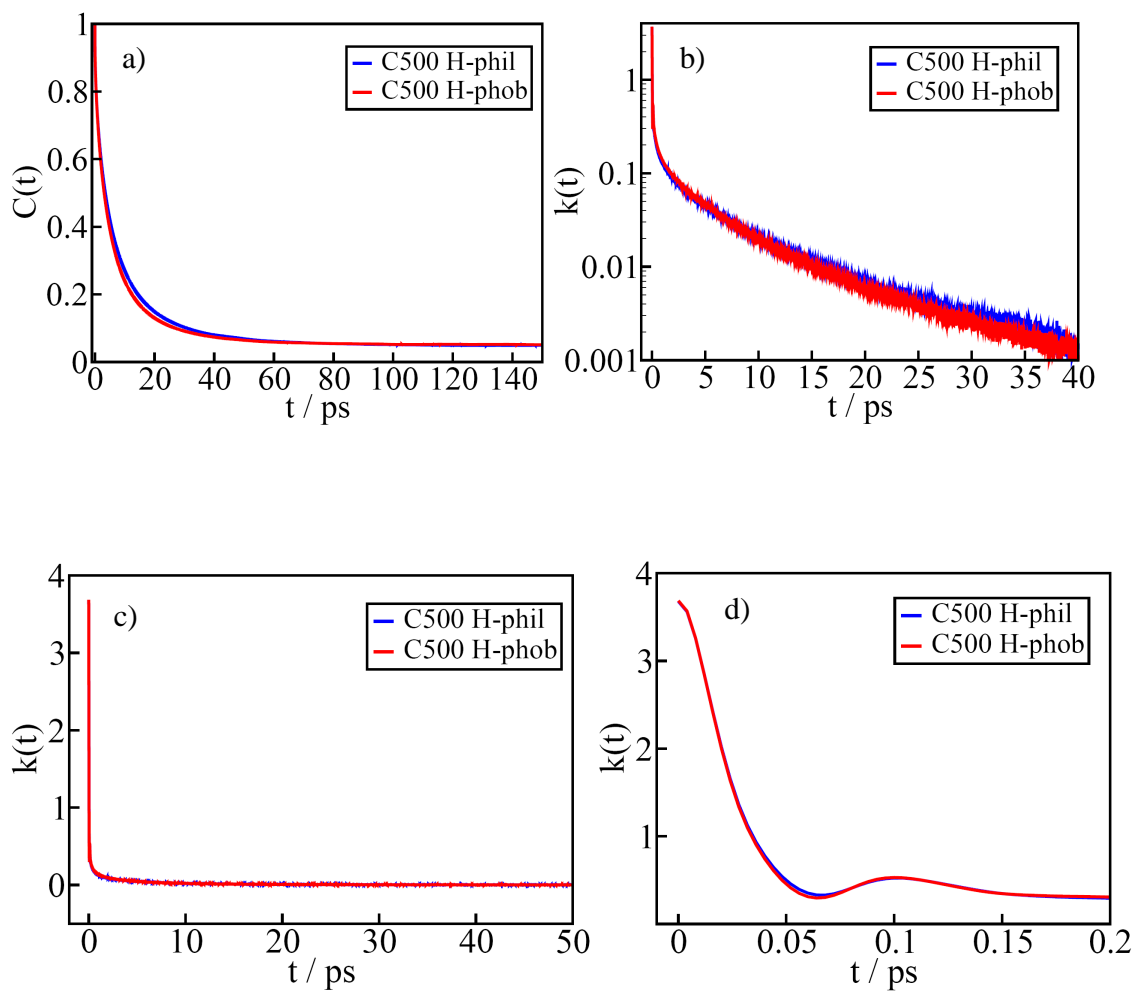 a)
C500 H-phil
C500 H-phob
C(t)
1
0.8
0.6
0.4
0.2
0
0 20 40 60 80 100 120 140
t / ps
b)
C500 H-phil
C500 H-phob
k(t)
1
0.1
0.01
0.001
0 5 10 15 20 25 30 35 40
t / ps
c)
C500 H-phil
C500 H-phob
k(t)
4
3
2
1
0
0 10 20 30 40 50
t / ps
d)
C500 H-phil
C500 H-phob
k(t)
4
3
2
1
0 0.05 0.1 0.15 0.2
t / ps